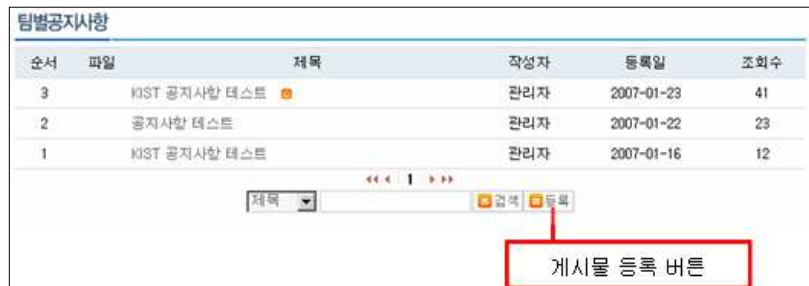 팀별공지사항
순서 파일 제목 작성자 등록일 조회수
3 KIST 공지사항 테스트 관리자 2007-01-23 41
2 공지사항 테스트 관리자 2007-01-22 23
1 KIST 공지사항 테스트 관리자 2007-01-16 12
1
제목 검색 등록
게시물 등록 버튼